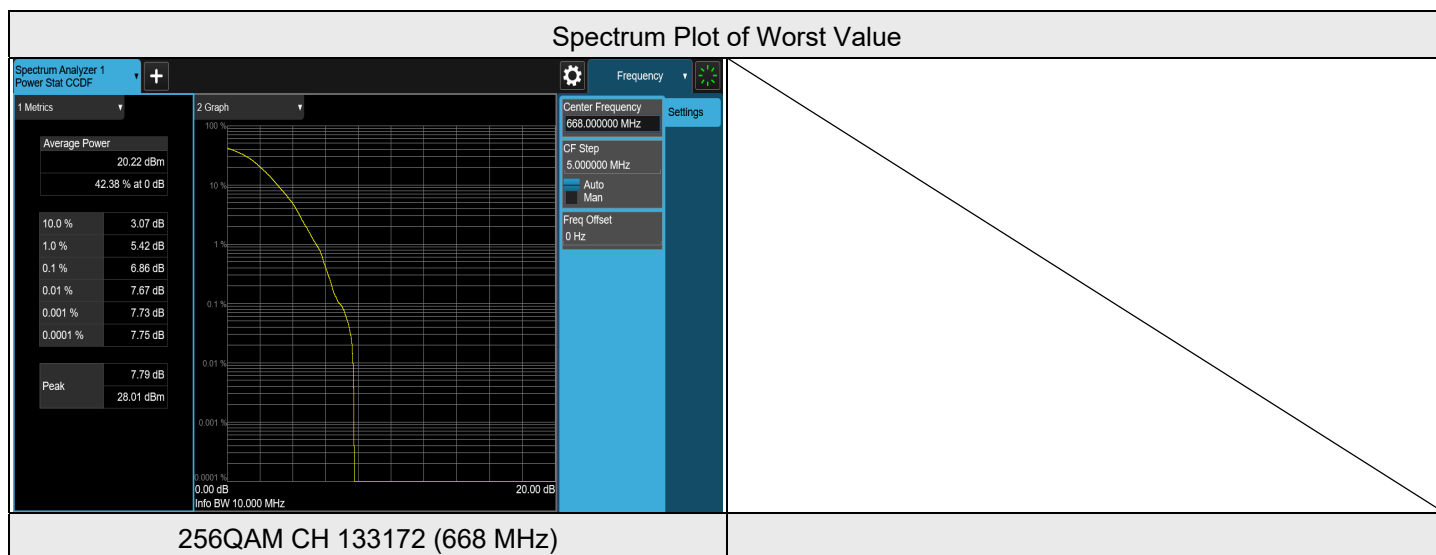 Spectrum Plot of Worst Value
Spectrum Analyzer 1
Power Stat CCDF
+
Frequency
1 Metrics
2 Graph
Center Frequency
668.000000 MHz
Settings
CF Step
5.000000 MHz
Auto
Man
Freq Offset
0 Hz
Average Power
20.22 dBm
42.38 % at 0 dB
10.0 % 3.07 dB
1.0 % 5.42 dB
0.1 % 6.86 dB
0.01 % 7.67 dB
0.001 % 7.73 dB
0.0001 % 7.75 dB
Peak 7.79 dB
28.01 dBm
100 %
10 %
1 %
0.1 %
0.01 %
0.001 %
0.0001 %
0.00 dB 20.00 dB
Info BW 10.000 MHz
256QAM CH 133172 (668 MHz)